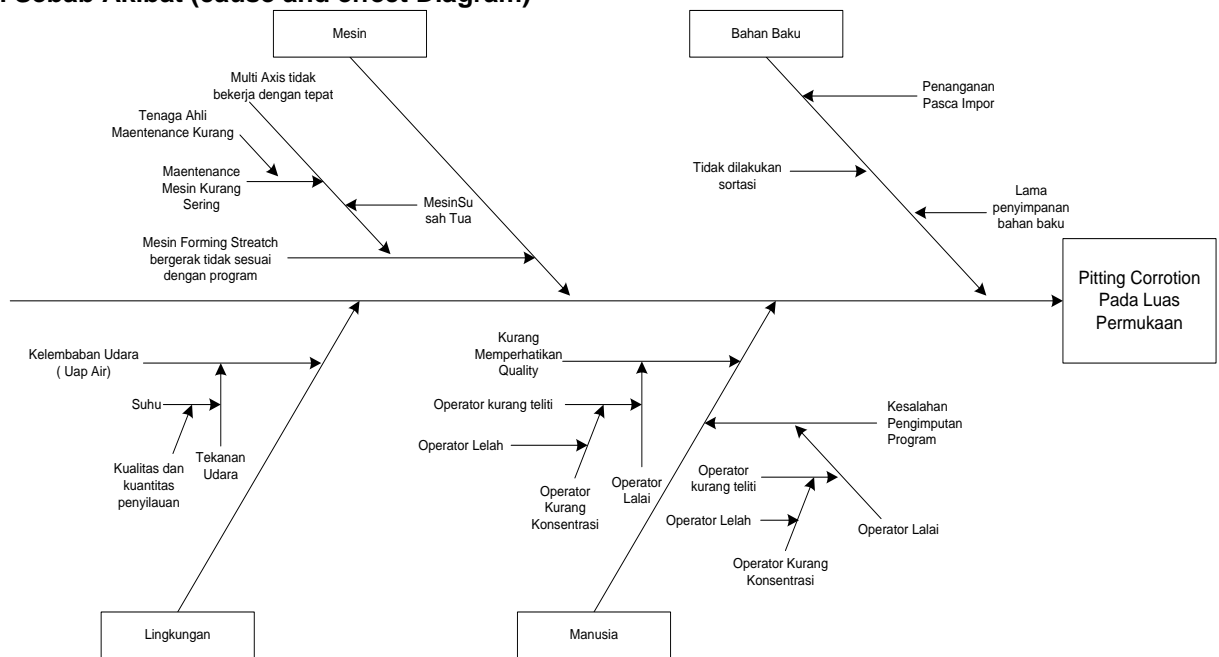 Sebab Akibat (cause and effect Diagram)
Mesin
Bahan Baku
Multi Axis tidak
bekerja dengan tepat
Tenaga Ahli
Maentenance Kurang
Maentenance
Mesin Kurang
Sering
MesinSu
sah Tua
Mesin Forming Streatch
bergerak tidak sesuai
dengan program
Penanganan
Pasca Impor
Tidak dilakukan
sortasi
Lama
penyimpanan
bahan baku
Pitting Corrotion
Pada Luas
Permukaan
Kelembaban Udara
( Uap Air)
Suhu
Kualitas dan
kuantitas
penyilauan
Tekanan
Udara
Kurang
Memperhatikan
Quality
Operator kurang teliti
Operator Lelah
Operator
Kurang
Konsentrasi
Operator
Lalai
Kesalahan
Pengimputan
Program
Operator
kurang teliti
Operator Lelah
Operator Lalai
Operator Kurang
Konsentrasi
Lingkungan
Manusia